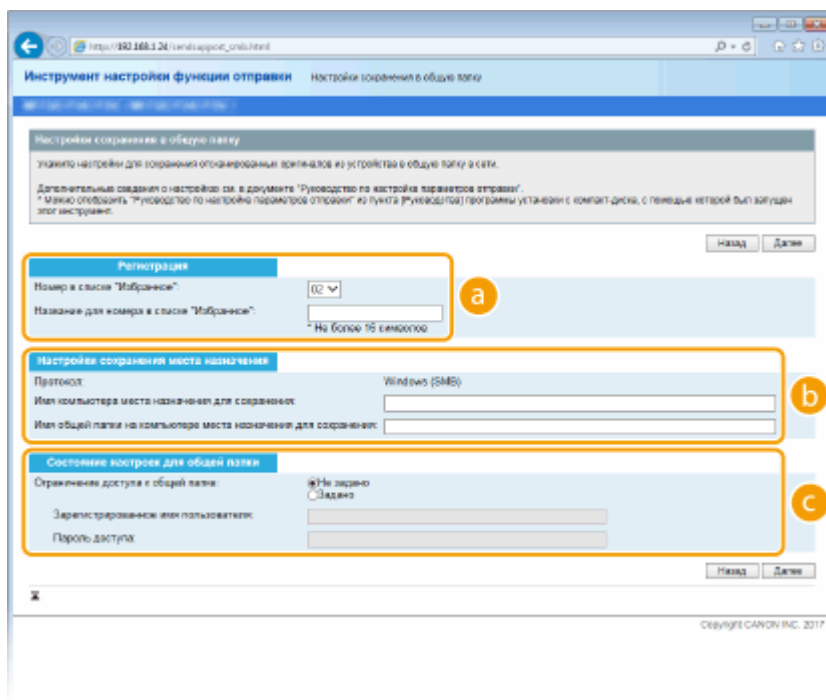 http://192.168.1.24/sendsupport_smb.html
Инструмент настройки функции отправки Настройки сохранения в общую папку
Настройки сохранения в общую папку
Укажите настройки для сохранения отсканированных оригиналов из устройства в общую папку в сети.
Дополнительные сведения о настройках см. в документе "Руководство по настройке параметров отправки".
* Можно отобразить "Руководство по настройке параметров отправки" из пункта [Руководства] программы установки с компакт-диска, с помощью которой был запущен
этот инструмент.
Назад Далее
Регистрация
Номер в списке "Избранное": 02
Название для номера в списке "Избранное":
* Не более 16 символов
a
Настройки сохранения места назначения
Протокол: Windows (SMB)
Имя компьютера места назначения для сохранения:
Имя общей папки на компьютере места назначения для сохранения:
b
Состояние настроек для общей папки
Ограничение доступа к общей папке: Не задано
Задано
Зарегистрированное имя пользователя:
Пароль доступа:
c
Назад Далее
Copyright CANON INC. 2017